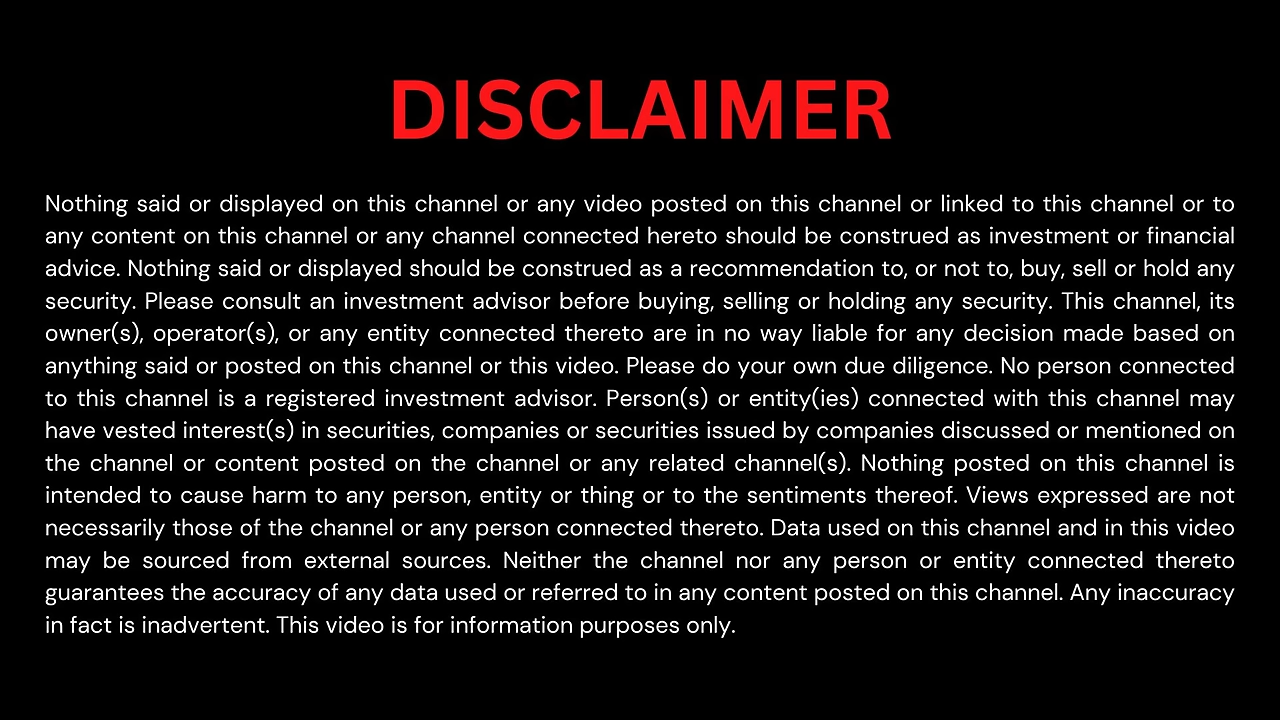 DISCLAIMER
Nothing said or displayed on this channel or any video posted on this channel or linked to this channel or to
any content on this channel or any channel connected hereto should be construed as investment or financial
advice. Nothing said or displayed should be construed as a recommendation to, or not to, buy, sell or hold any
security. Please consult an investment advisor before buying, selling or holding any security. This channel, its
owner(s), operator(s), or any entity connected thereto are in no way liable for any decision made based on
anything said or posted on this channel or this video. Please do your own due diligence. No person connected
to this channel is a registered investment advisor. Person(s) or entity(ies) connected with this channel may
have vested interest(s) in securities, companies or securities issued by companies discussed or mentioned on
the channel or content posted on the channel or any related channel(s). Nothing posted on this channel is
intended to cause harm to any person, entity or thing or to the sentiments thereof. Views expressed are not
necessarily those of the channel or any person connected thereto. Data used on this channel and in this video
may be sourced from external sources. Neither the channel nor any person or entity connected thereto
guarantees the accuracy of any data used or referred to in any content posted on this channel. Any inaccuracy
in fact is inadvertent. This video is for information purposes only.